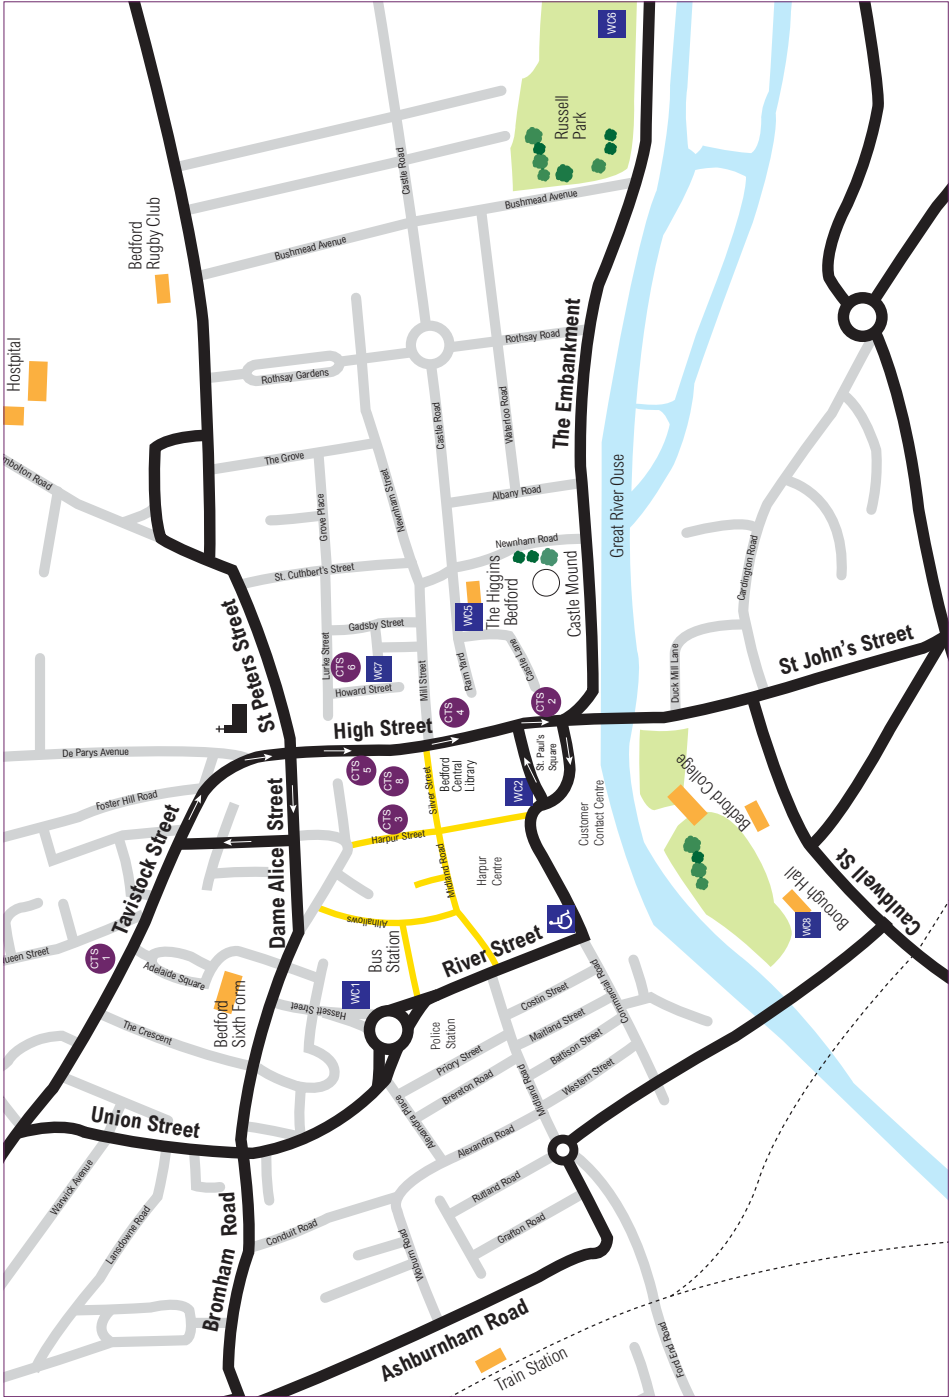 WC6
Russell
Park
Castle Road
Bushmead Avenue
Bushmead Avenue
Bedford
Rugby Club
Hostpital
Rothsay Road
Rothsay Gardens
The Embankment
Castle Road
Waterloo Road
The Grove
mbolton Road
Newnham Street
Grove Place
Albany Road
Great River Ouse
Newnham Road
St. Cuthbert's Street
Cardington Road
The Higgins
Bedford
Castle Mound
WC5
Gadsby Street
St Peters Street
Lurke Street
CTS
6
WC7
Howard Street
Mill Street
Ram Yard
Castle Lane
Duck Mill Lane
St John's Street
CTS
4
CTS
2
High Street
De Parys Avenue
St. Paul's
Square
CTS
5
CTS
8
CTS
3
Silver Street
Bedford
Central
Library
WC2
Customer
Contact Centre
Bedford College
Foster Hill Road
Tavistock Street
Dame Alice Street
Harpur Street
Midland Road
Harpur
Centre
Cauldwell St
Borough Hall
WC8
Allhallows
Bus
Station
River Street
ueen Street
CTS
1
Adelaide Square
Bedford
Sixth Form
Hassett Street
WC1
The Crescent
Police
Station
Costin Street
Commercial Road
Maitland Street
Battison Street
Western Street
Priory Street
Brereton Road
Midland Road
Alexandra Place
Alexandra Road
Union Street
Warwick Avenue
Lansdowne Road
Bromham Road
Conduit Road
Woburn Road
Rutland Road
Grafton Road
Ashburnham Road
Train Station
Ford End Road